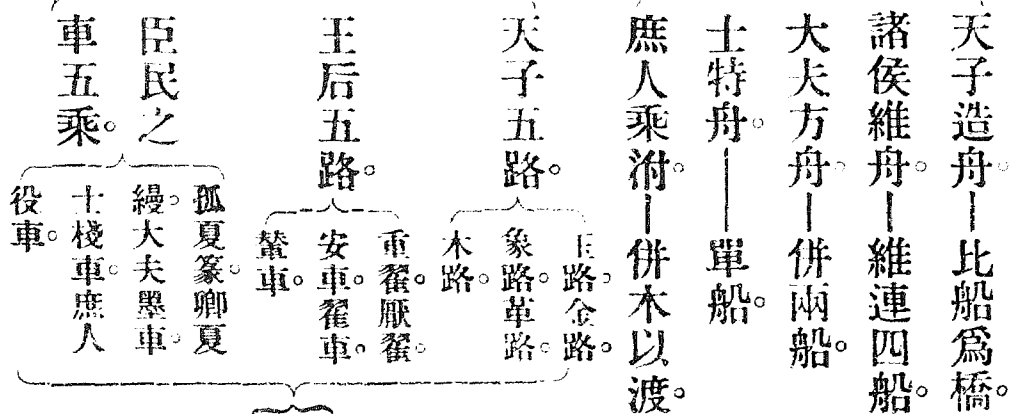 天子造舟。—比船爲橋。
諸侯維舟。—維連四船。
大夫方舟。—併兩船。
士特舟。—單船。
庶人乘泭。—併木以渡。
天子五路。
玉路。金路。
象路。革路。
木路。
王后五路。
重翟。厭翟。
安車。翟車。
輦車。
臣民之
車五乘。
孤夏篆。卿夏
縵。大夫墨車。
士棧車。庶人
役車。